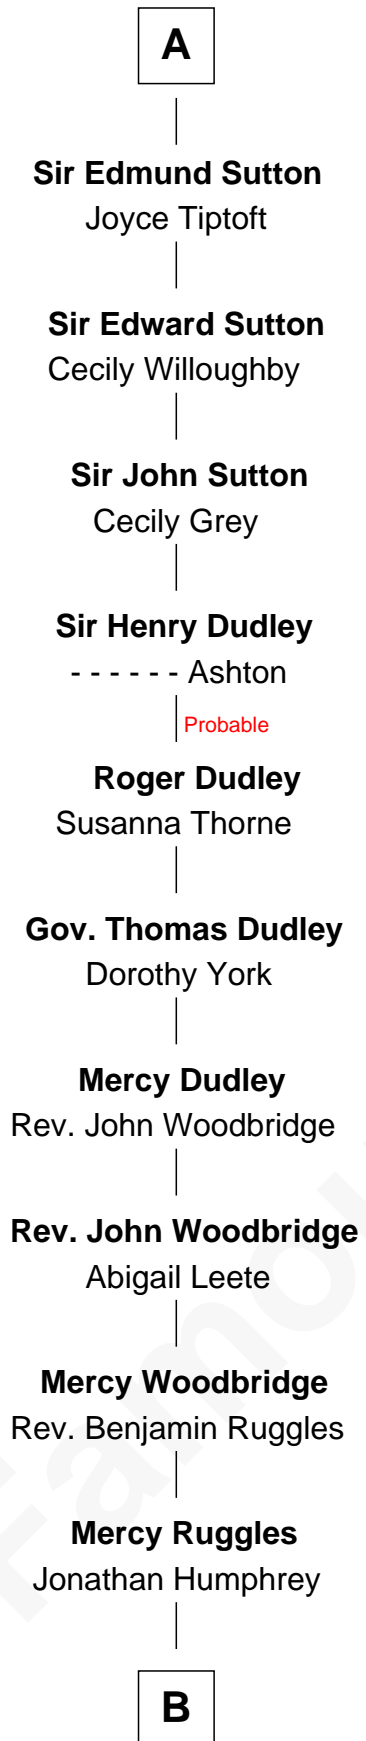 A
Sir Edmund Sutton
Joyce Tiptoft
Sir Edward Sutton
Cecily Willoughby
Sir John Sutton
Cecily Grey
Sir Henry Dudley
- - - - - - Ashton
Probable
Roger Dudley
Susanna Thorne
Gov. Thomas Dudley
Dorothy York
Mercy Dudley
Rev. John Woodbridge
Rev. John Woodbridge
Abigail Leete
Mercy Woodbridge
Rev. Benjamin Ruggles
Mercy Ruggles
Jonathan Humphrey
B